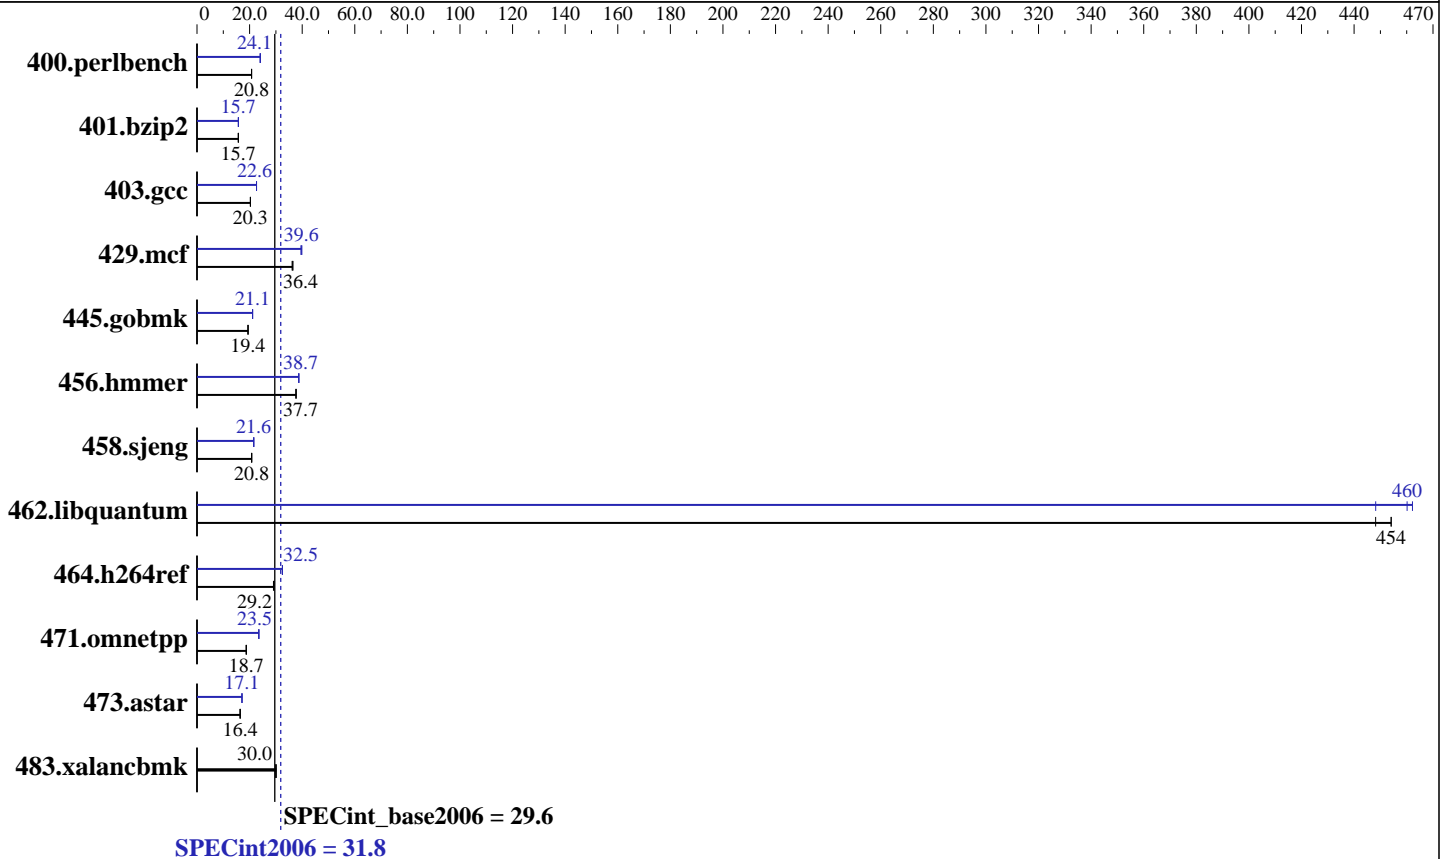 0 20.0 40.0 60.0 80.0 100 120 140 160 180 200 220 240 260 280 300 320 340 360 380 400 420 440 470
24.1
400.perlbench
20.8
15.7
401.bzip2
15.7
22.6
403.gcc
20.3
39.6
429.mcf
36.4
21.1
445.gobmk
19.4
38.7
456.hmmer
37.7
21.6
458.sjeng
20.8
460
462.libquantum
454
32.5
464.h264ref
29.2
23.5
471.omnetpp
18.7
17.1
473.astar
16.4
30.0
483.xalancbmk
SPECint_base2006 = 29.6
SPECint2006 = 31.8